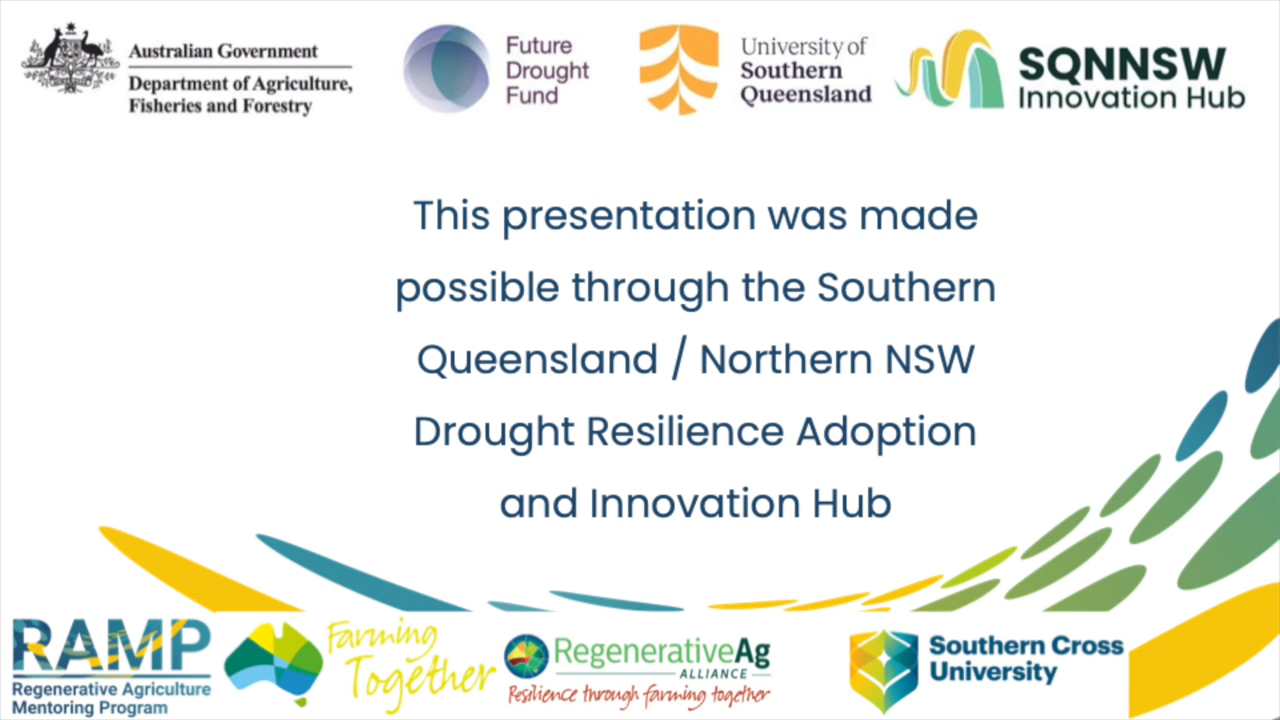 Australian Government
Department of Agriculture,
Fisheries and Forestry
Future
Drought
Fund
University of
Southern
Queensland
SQNNSW
Innovation Hub
This presentation was made
possible through the Southern
Queensland / Northern NSW
Drought Resilience Adoption
and Innovation Hub
RAMP
Regenerative Agriculture
Mentoring Program
Farming
Together
RegenerativeAg
ALLIANCE
Resilience through farming together
Southern Cross
University